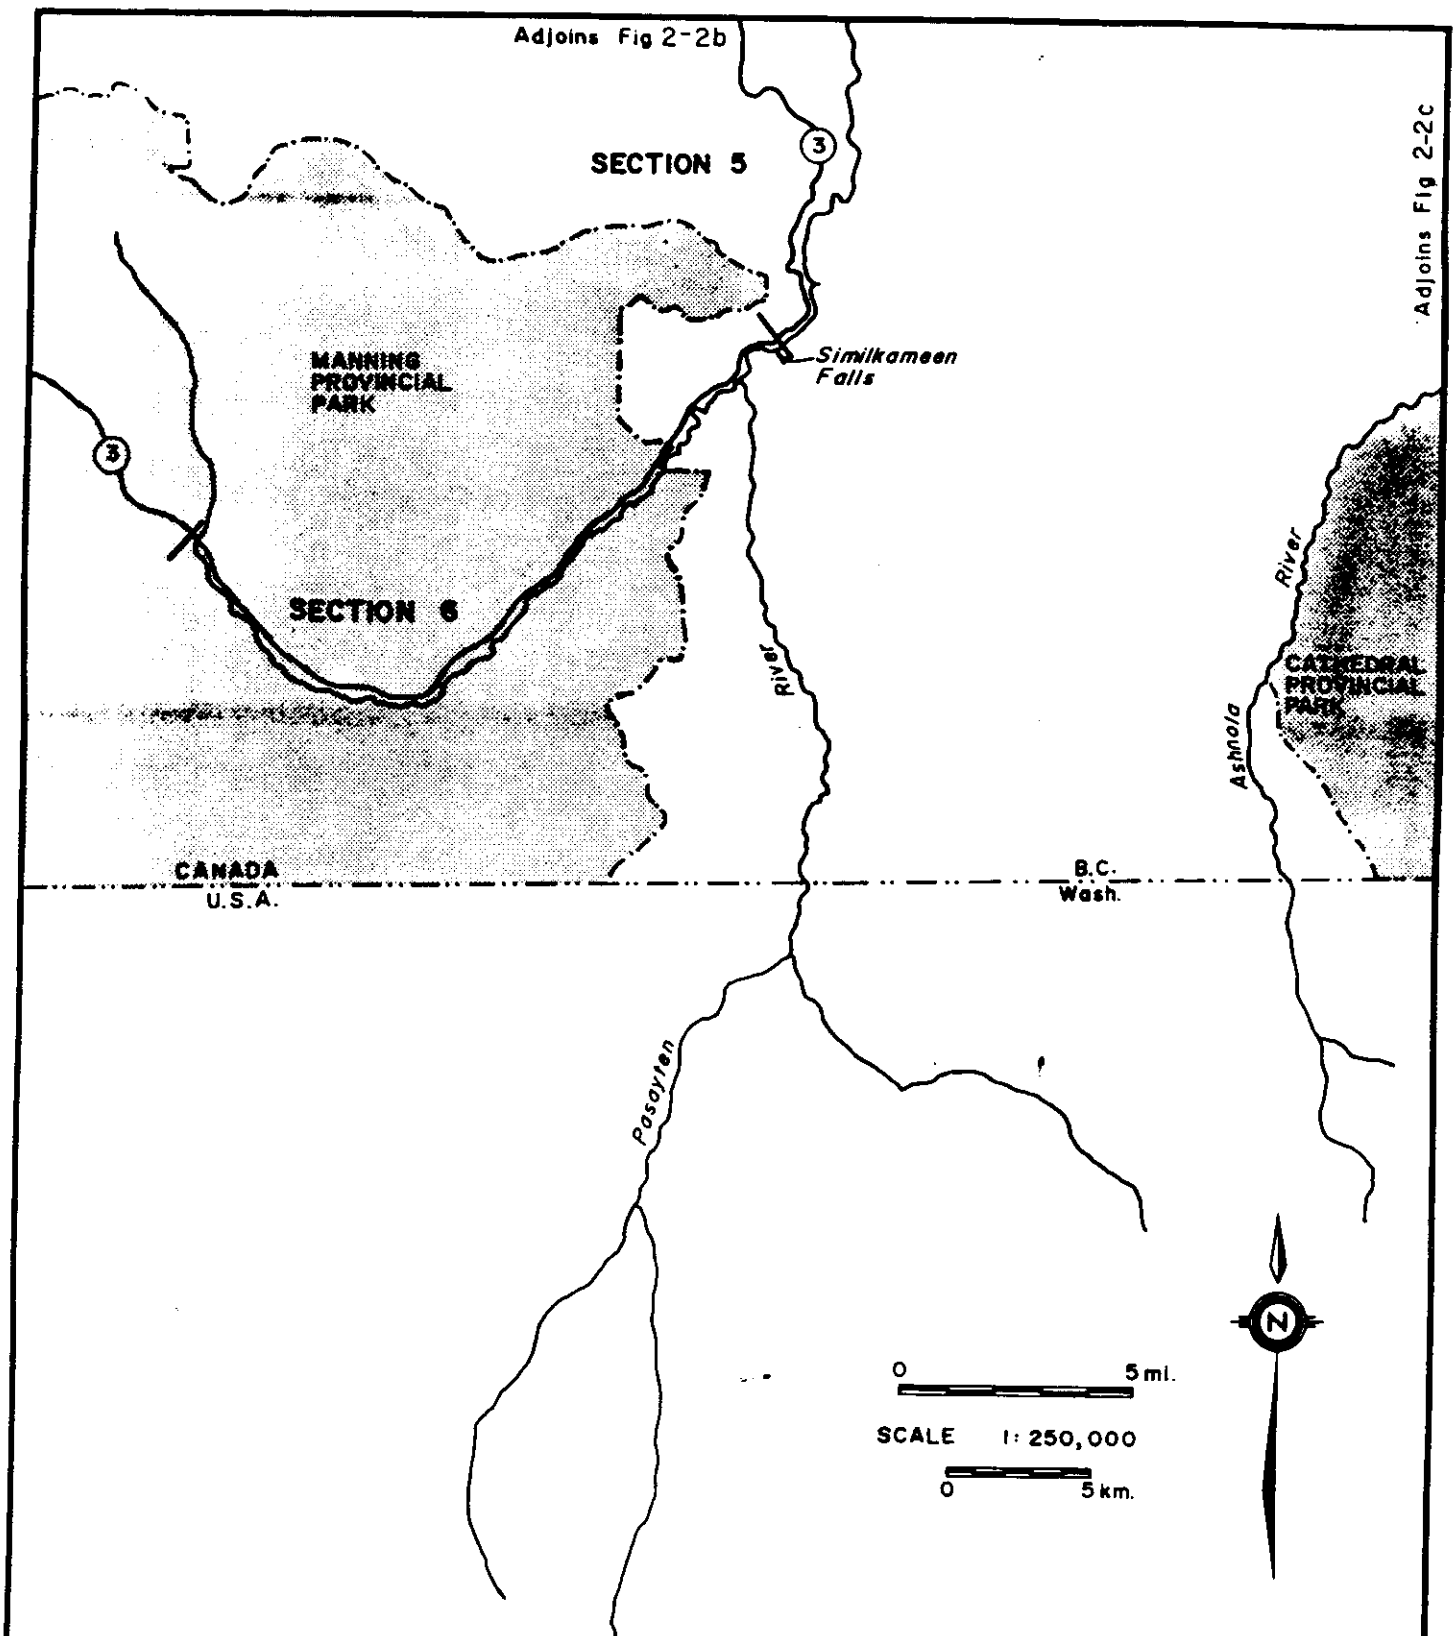 Adjoins Fig 2-2b
Adjoins Fig 2-2c
3
SECTION 5
Similkameen
Falls
MANNING
PROVINCIAL
PARK
3
SECTION 6
River
River
CATHEDRAL
PROVINCIAL
PARK
Ashnola
CANADA
U.S.A.
B.C.
Wash.
Pasayten
N
0 5 mi.
SCALE 1: 250,000
0 5 km.